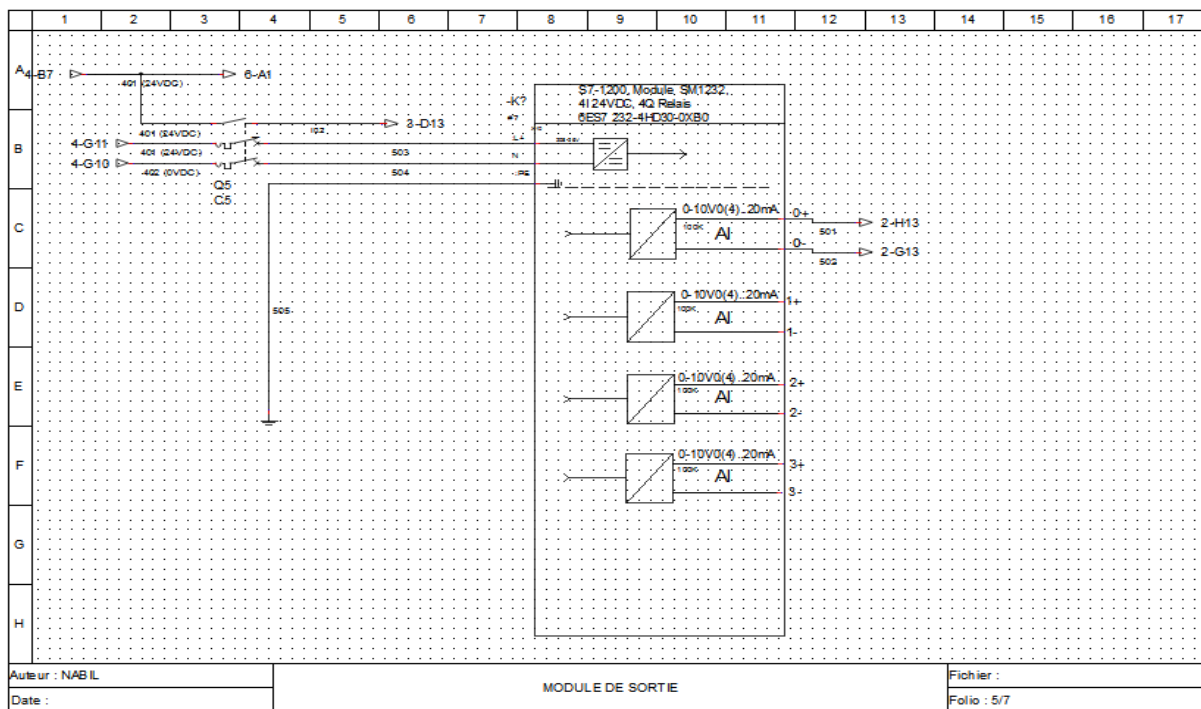 1 2 3 4 5 6 7 8 9 10 11 12 13 14 15 16 17
A
4-B7
6-A1
401 (24VDC)
S7-1200, Module, SM1232,
4I 24VDC, 4Q Relais
6ES7 232-4HD30-0XB0
-K?
401 (24VDC)
3-D13
B
4-G11
401 (24VDC)
503
L+
4-G10
402 (0VDC)
504
N
PE
Q5
C5
C
0-10V0(4)..20mA
0+
100K
AI
501
2-H13
0-
502
2-G13
D
505
0-10V0(4)..20mA
1+
100K
AI
1-
E
0-10V0(4)..20mA
2+
100K
AI
2-
F
0-10V0(4)..20mA
3+
100K
AI
3-
G
H
Auteur : NABIL
MODULE DE SORTIE
Fichier :
Date :
Folio : 5/7